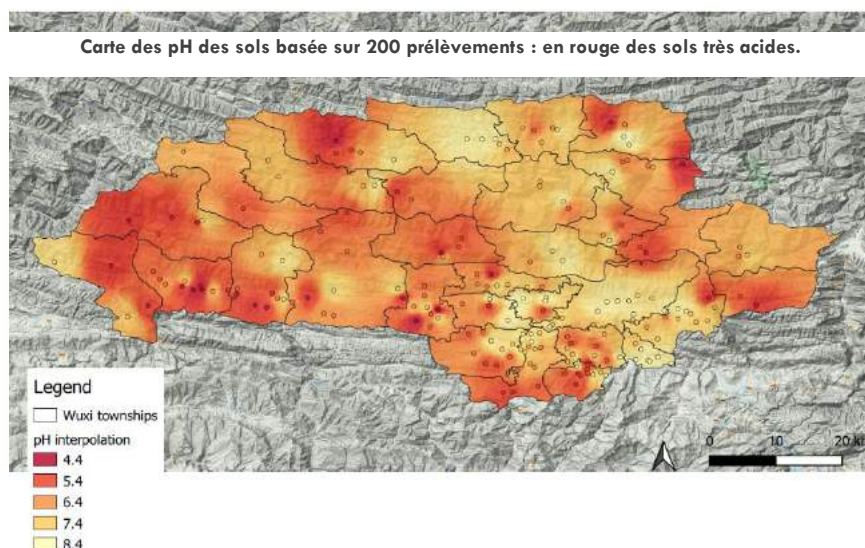 Carte des pH des sols basée sur 200 prélèvements : en rouge des sols très acides.
Legend
Wuxi townships
pH interpolation
4.4
5.4
6.4
7.4
8.4
0 10 20 k